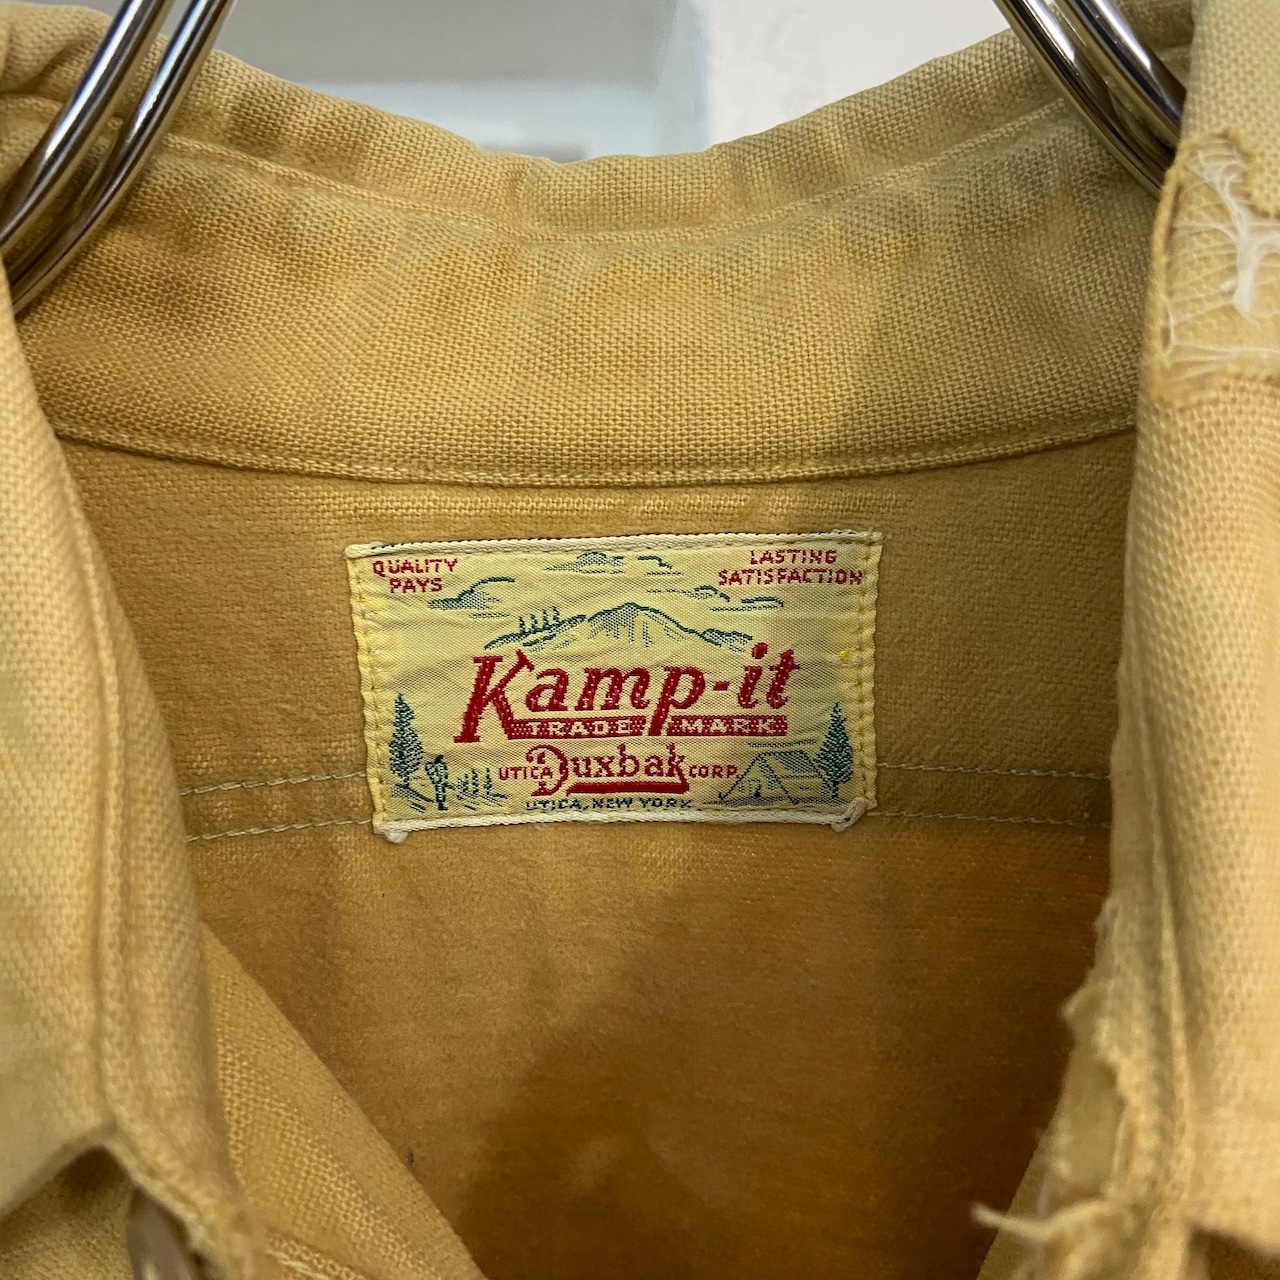 QUALITY
PAYS
LASTING
SATISFACTION
Kamp-it
TRADE MARK
UTICA Duxbak CORP.
UTICA, NEW YORK